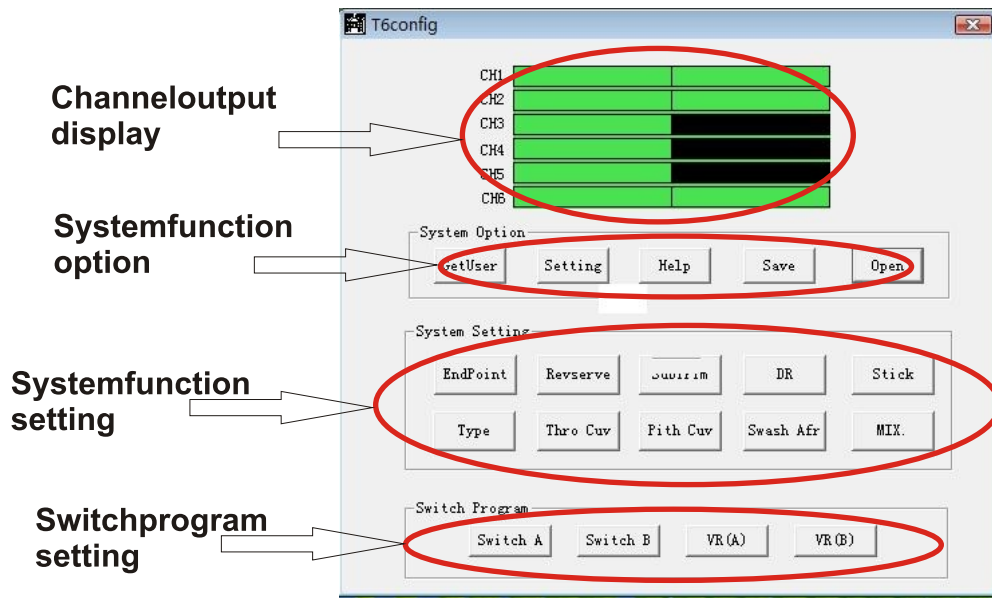 T6config
Channeloutput
display
CH1
CH2
CH3
CH4
CH5
CH6
Systemfunction
option
System Option
GetUser Setting Help Save Open
Systemfunction
setting
System Setting
EndPoint Revserve SubTrim DR Stick
Type Thro Cuv Pith Cuv Swash Afr MIX.
Switchprogram
setting
Switch Program
Switch A Switch B VR(A) VR(B)